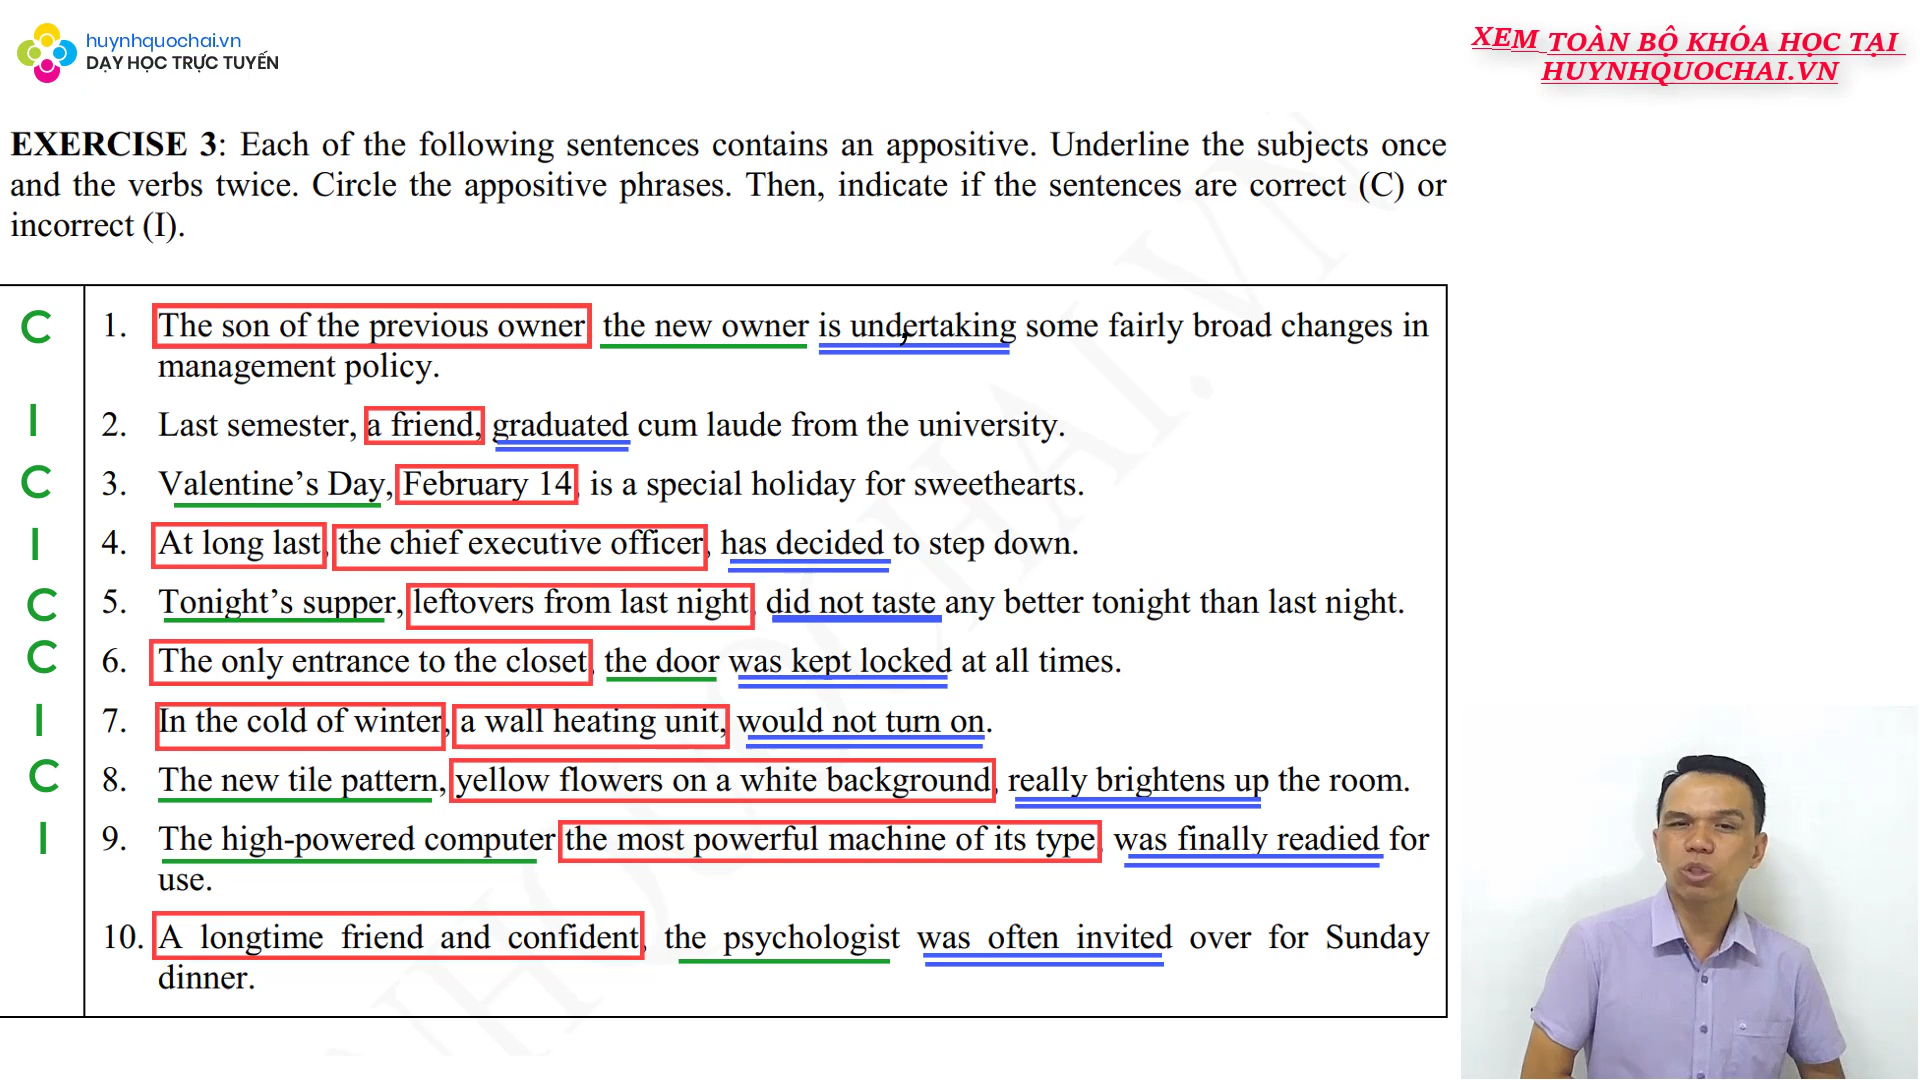 huynhquochai.vn
DẠY HỌC TRỰC TUYẾN
XEM TOÀN BỘ KHÓA HỌC TẠI
HUYNHQUOCHAI.VN
EXERCISE 3: Each of the following sentences contains an appositive. Underline the subjects once
and the verbs twice. Circle the appositive phrases. Then, indicate if the sentences are correct (C) or
incorrect (I).
C 1. The son of the previous owner, the new owner is undertaking some fairly broad changes in
management policy.
I 2. Last semester, a friend, graduated cum laude from the university.
C 3. Valentine’s Day, February 14, is a special holiday for sweethearts.
I 4. At long last, the chief executive officer, has decided to step down.
C 5. Tonight’s supper, leftovers from last night, did not taste any better tonight than last night.
C 6. The only entrance to the closet, the door was kept locked at all times.
I 7. In the cold of winter, a wall heating unit, would not turn on.
C 8. The new tile pattern, yellow flowers on a white background, really brightens up the room.
I 9. The high-powered computer the most powerful machine of its type, was finally readied for
use.
10. A longtime friend and confident, the psychologist was often invited over for Sunday
dinner.